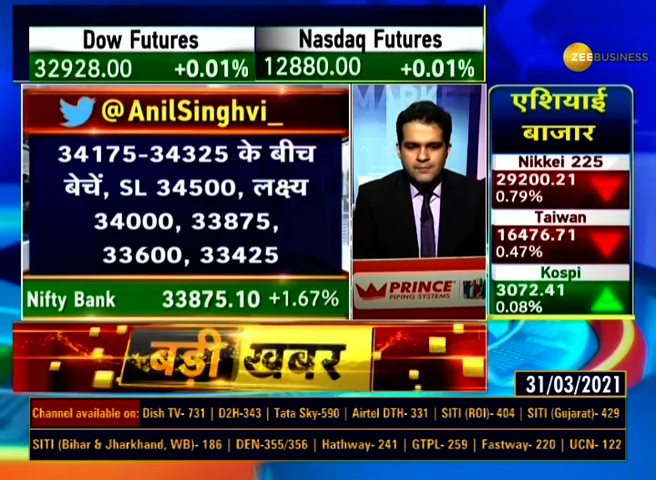 Dow Futures
32928.00 +0.01%
Nasdaq Futures
12880.00 +0.01%
ZEEBUSINESS
@AnilSinghvi_
34175-34325 के बीच
बेचें, SL 34500, लक्ष्य
34000, 33875,
33600, 33425
Nifty Bank 33875.10 +1.67%
MARKE
PRINCE
PIPING SYSTEMS
एशियाई
बाजार
Nikkei 225
29200.21
0.79%
Taiwan
16476.71
0.47%
Kospi
3072.41
0.08%
बड़ी खबर
31/03/2021
Channel available on: Dish TV- 731 | D2H-343 | Tata Sky-590 | Airtel DTH- 331 | SITI (ROI)- 404 | SITI (Gujarat)- 429
SITI (Bihar & Jharkhand, WB)- 186 | DEN-355/356 | Hathway- 241 | GTPL- 259 | Fastway- 220 | UCN- 122